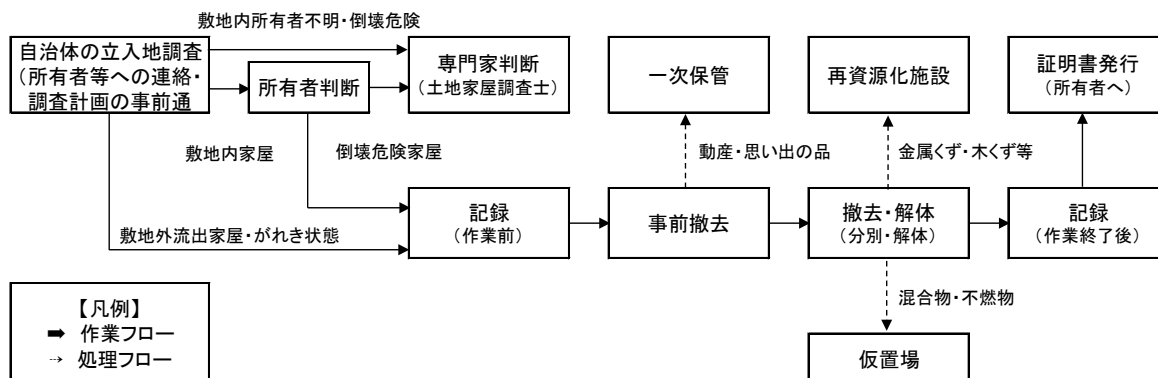 敷地内所有者不明・倒壊危険
自治体の立入地調査
(所有者等への連絡・
調査計画の事前通
所有者判断
専門家判断
(土地家屋調査士)
一次保管
再資源化施設
証明書発行
(所有者へ)
敷地内家屋
倒壊危険家屋
動産・思い出の品
金属くず・木くず等
記録
(作業前)
事前撤去
撤去・解体
(分別・解体)
記録
(作業終了後)
敷地外流出家屋・がれき状態
混合物・不燃物
仮置場
【凡例】
➡ 作業フロー
⇢ 処理フロー